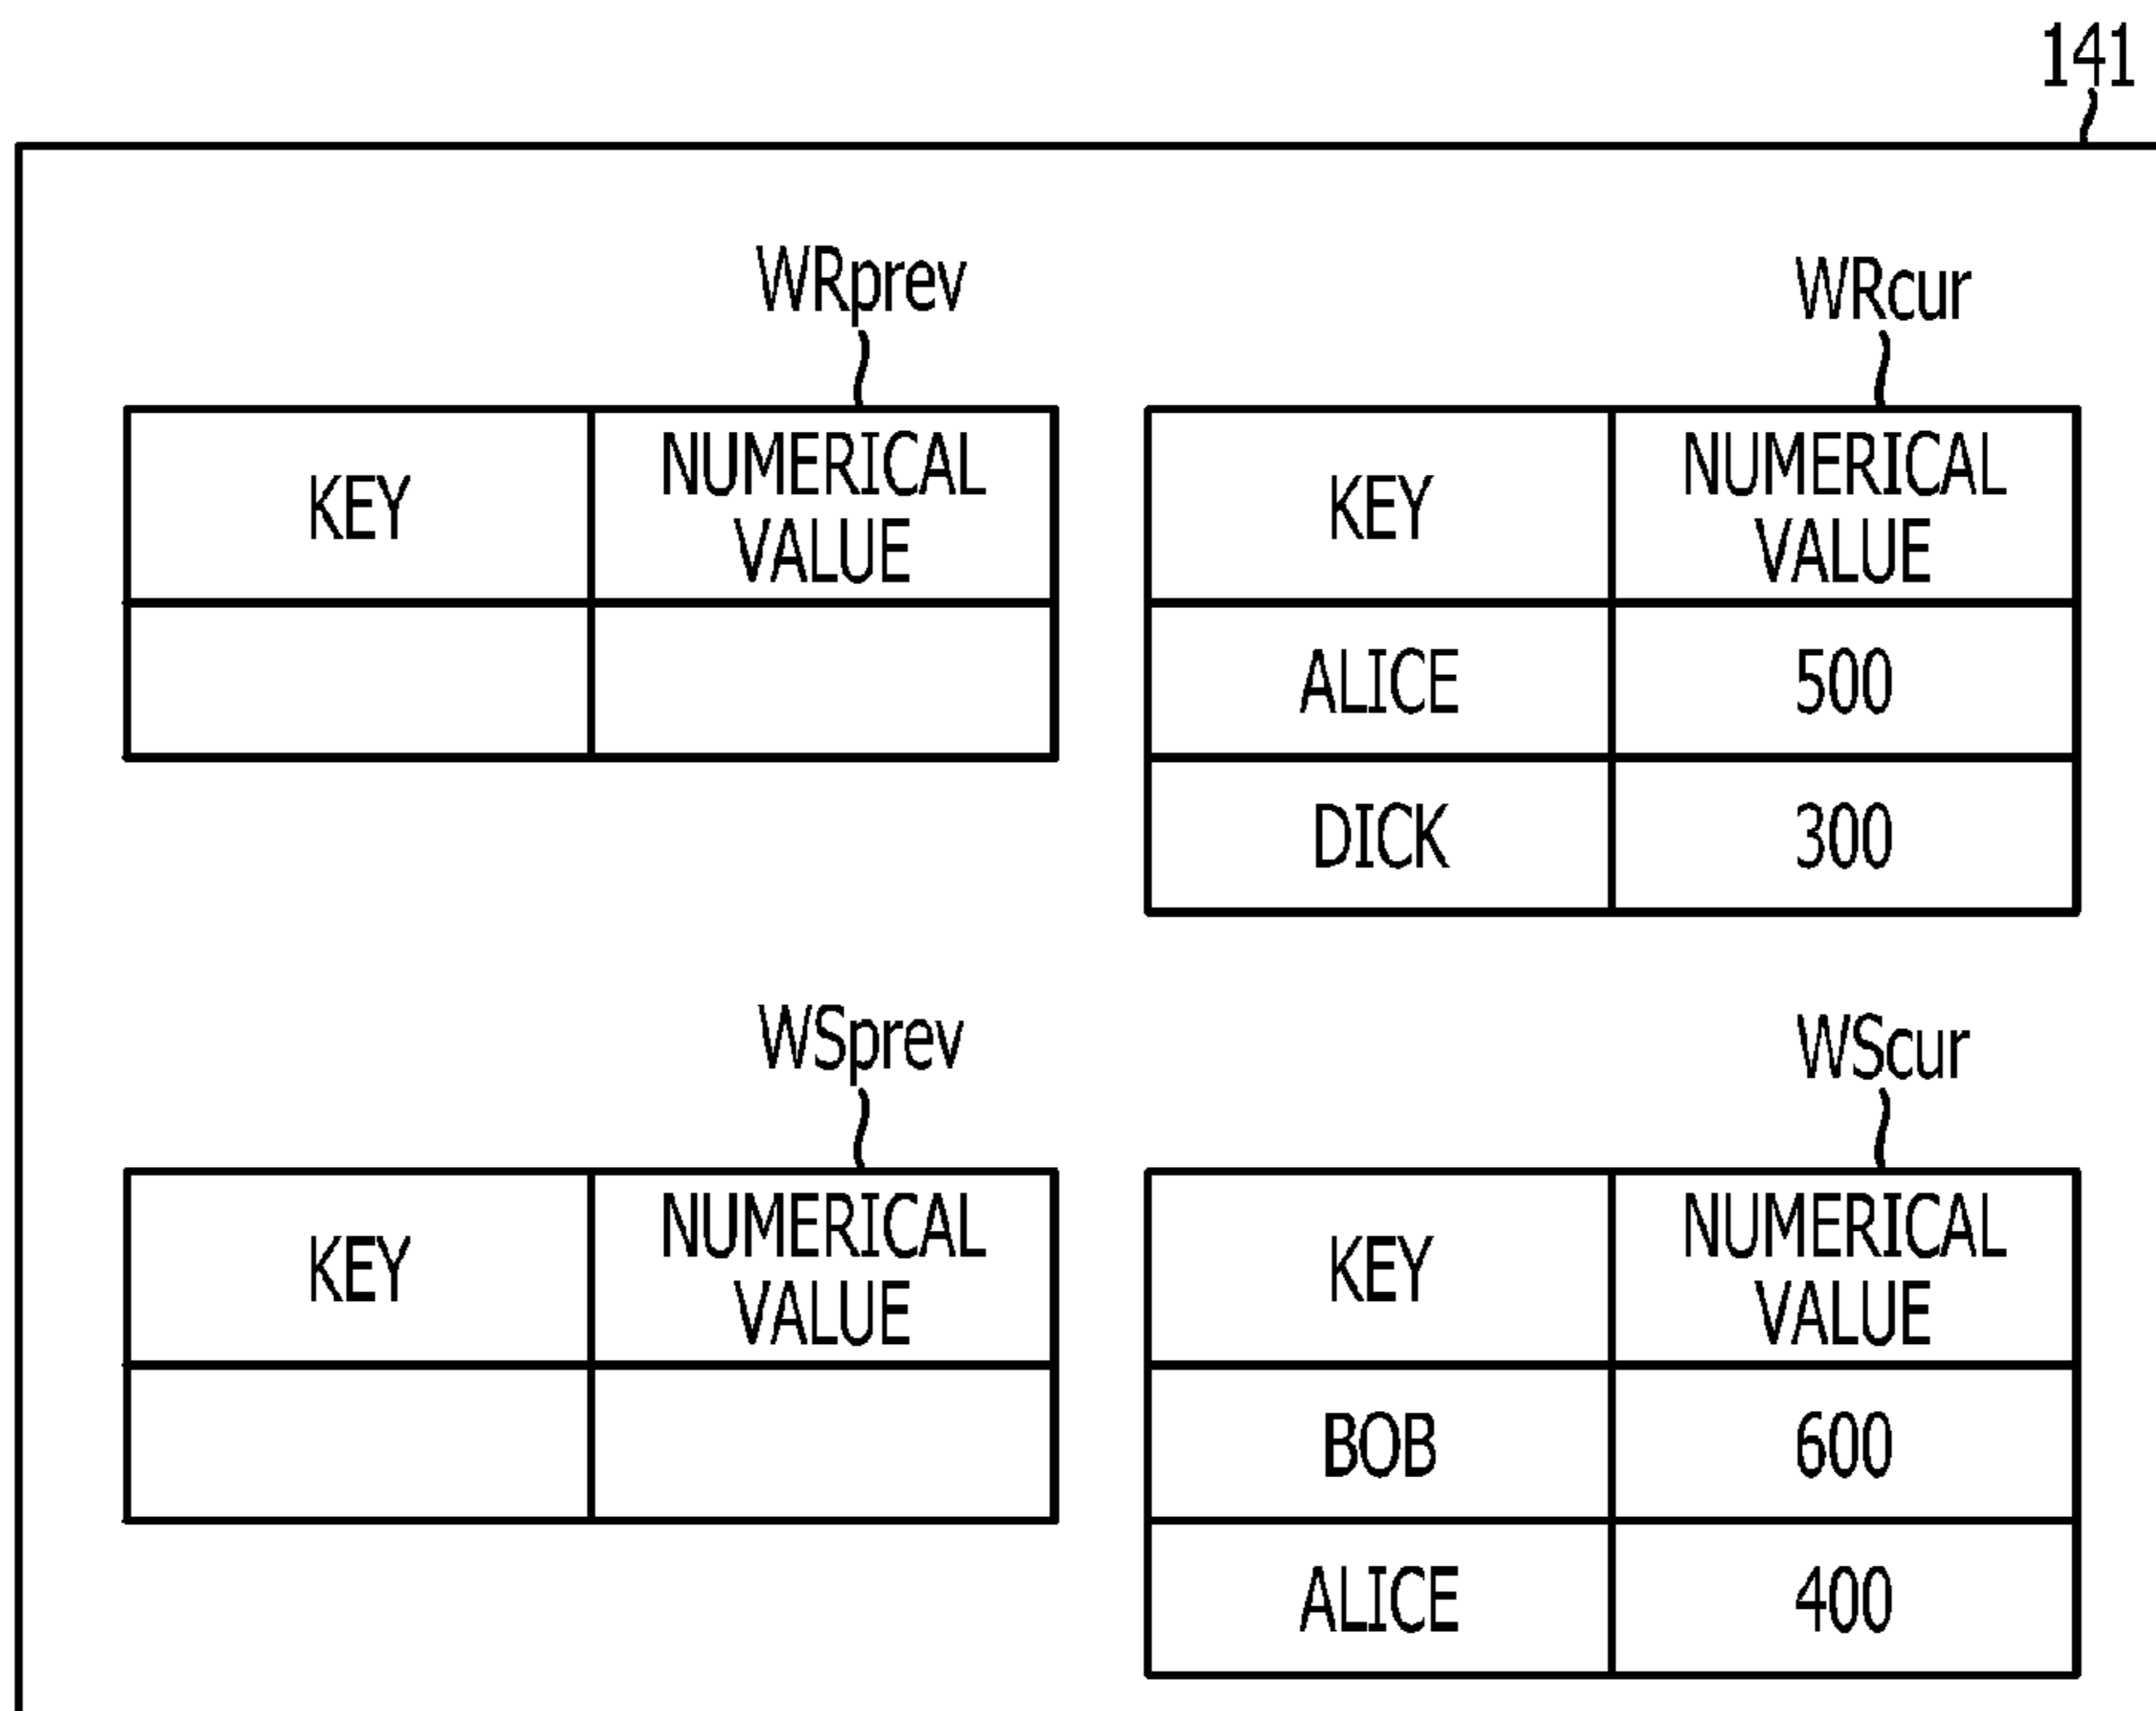 141
WRprev
WRcur
KEY
NUMERICAL
VALUE
KEY
NUMERICAL
VALUE
ALICE
500
DICK
300
WSprev
WScur
KEY
NUMERICAL
VALUE
KEY
NUMERICAL
VALUE
BOB
600
ALICE
400